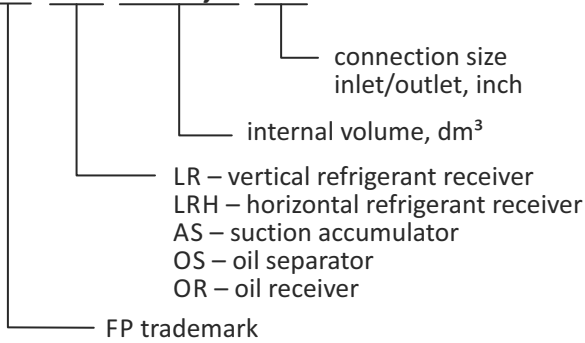 connection size
inlet/outlet, inch
internal volume, dm³
LR – vertical refrigerant receiver
LRH – horizontal refrigerant receiver
AS – suction accumulator
OS – oil separator
OR – oil receiver
FP trademark